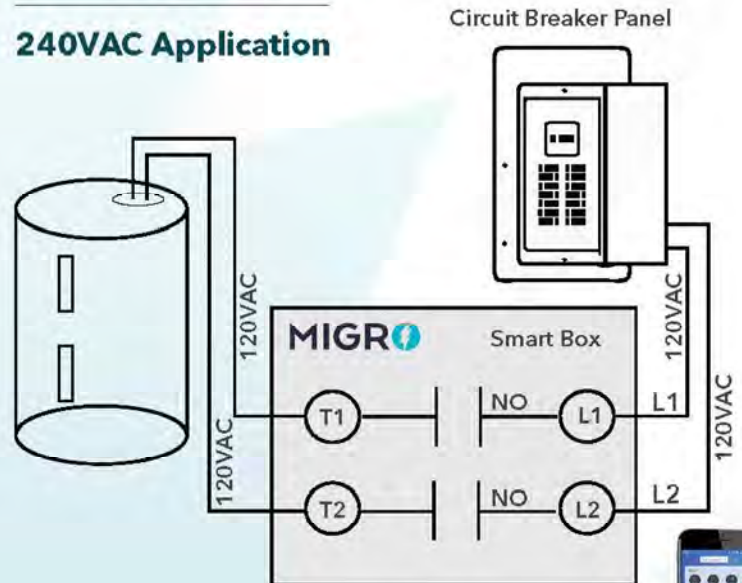 Circuit Breaker Panel
240VAC Application
120VAC
120VAC
MIGRO
Smart Box
120VAC
120VAC
T1
NO
L1
L1
T2
NO
L2
L2